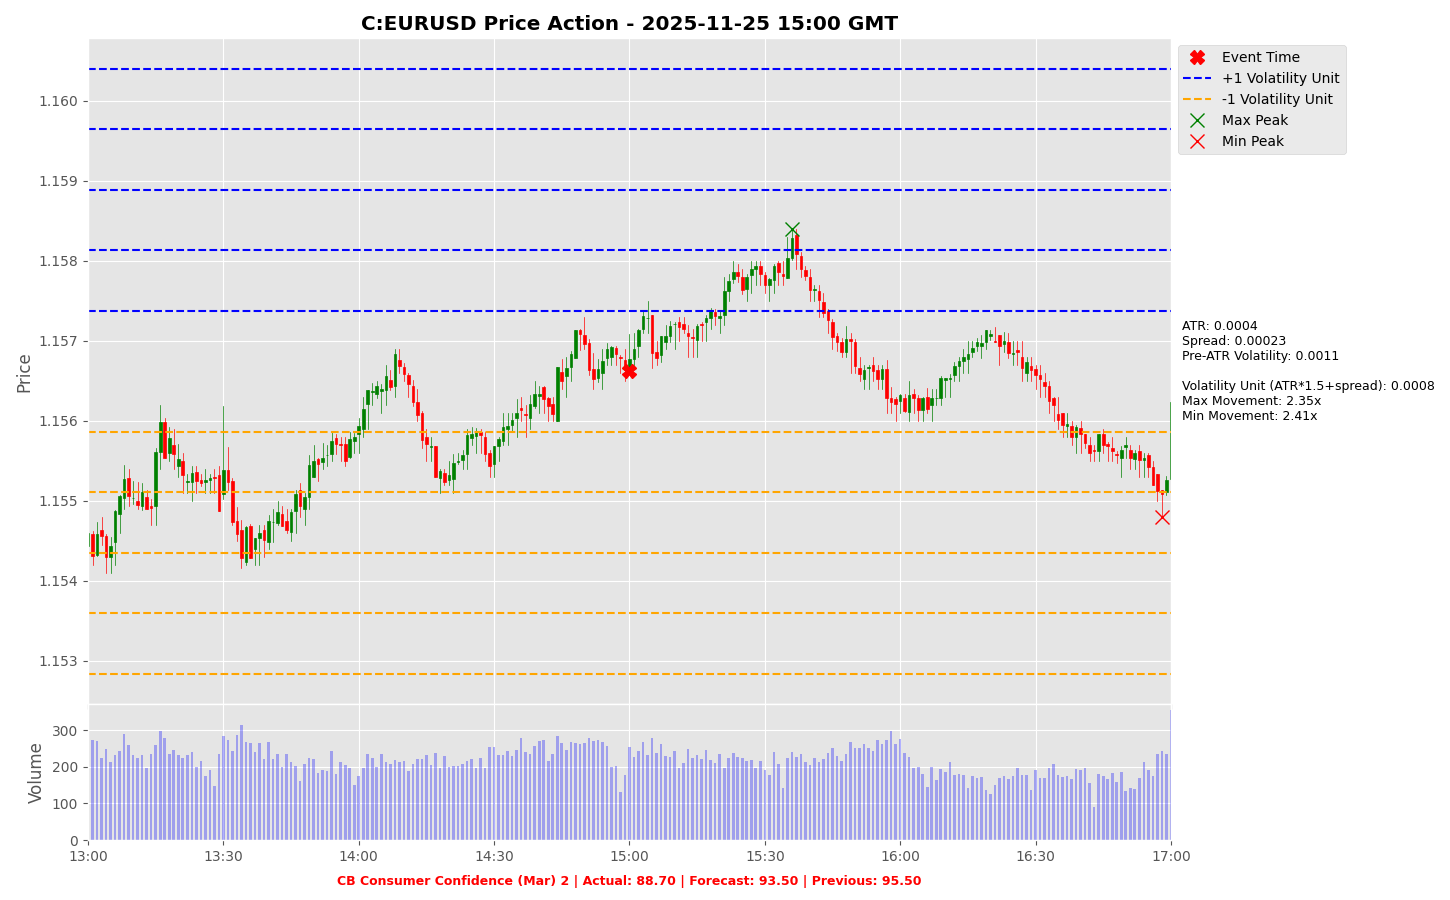 C:EURUSD Price Action - 2025-11-25 15:00 GMT
Event Time
+1 Volatility Unit
-1 Volatility Unit
Max Peak
Min Peak
1.160
1.159
1.158
1.157
1.156
1.155
1.154
1.153
Price
ATR: 0.0004
Spread: 0.00023
Pre-ATR Volatility: 0.0011
Volatility Unit (ATR*1.5+spread): 0.0008
Max Movement: 2.35x
Min Movement: 2.41x
300
200
100
0
Volume
13:00 13:30 14:00 14:30 15:00 15:30 16:00 16:30 17:00
CB Consumer Confidence (Mar) 2 | Actual: 88.70 | Forecast: 93.50 | Previous: 95.50